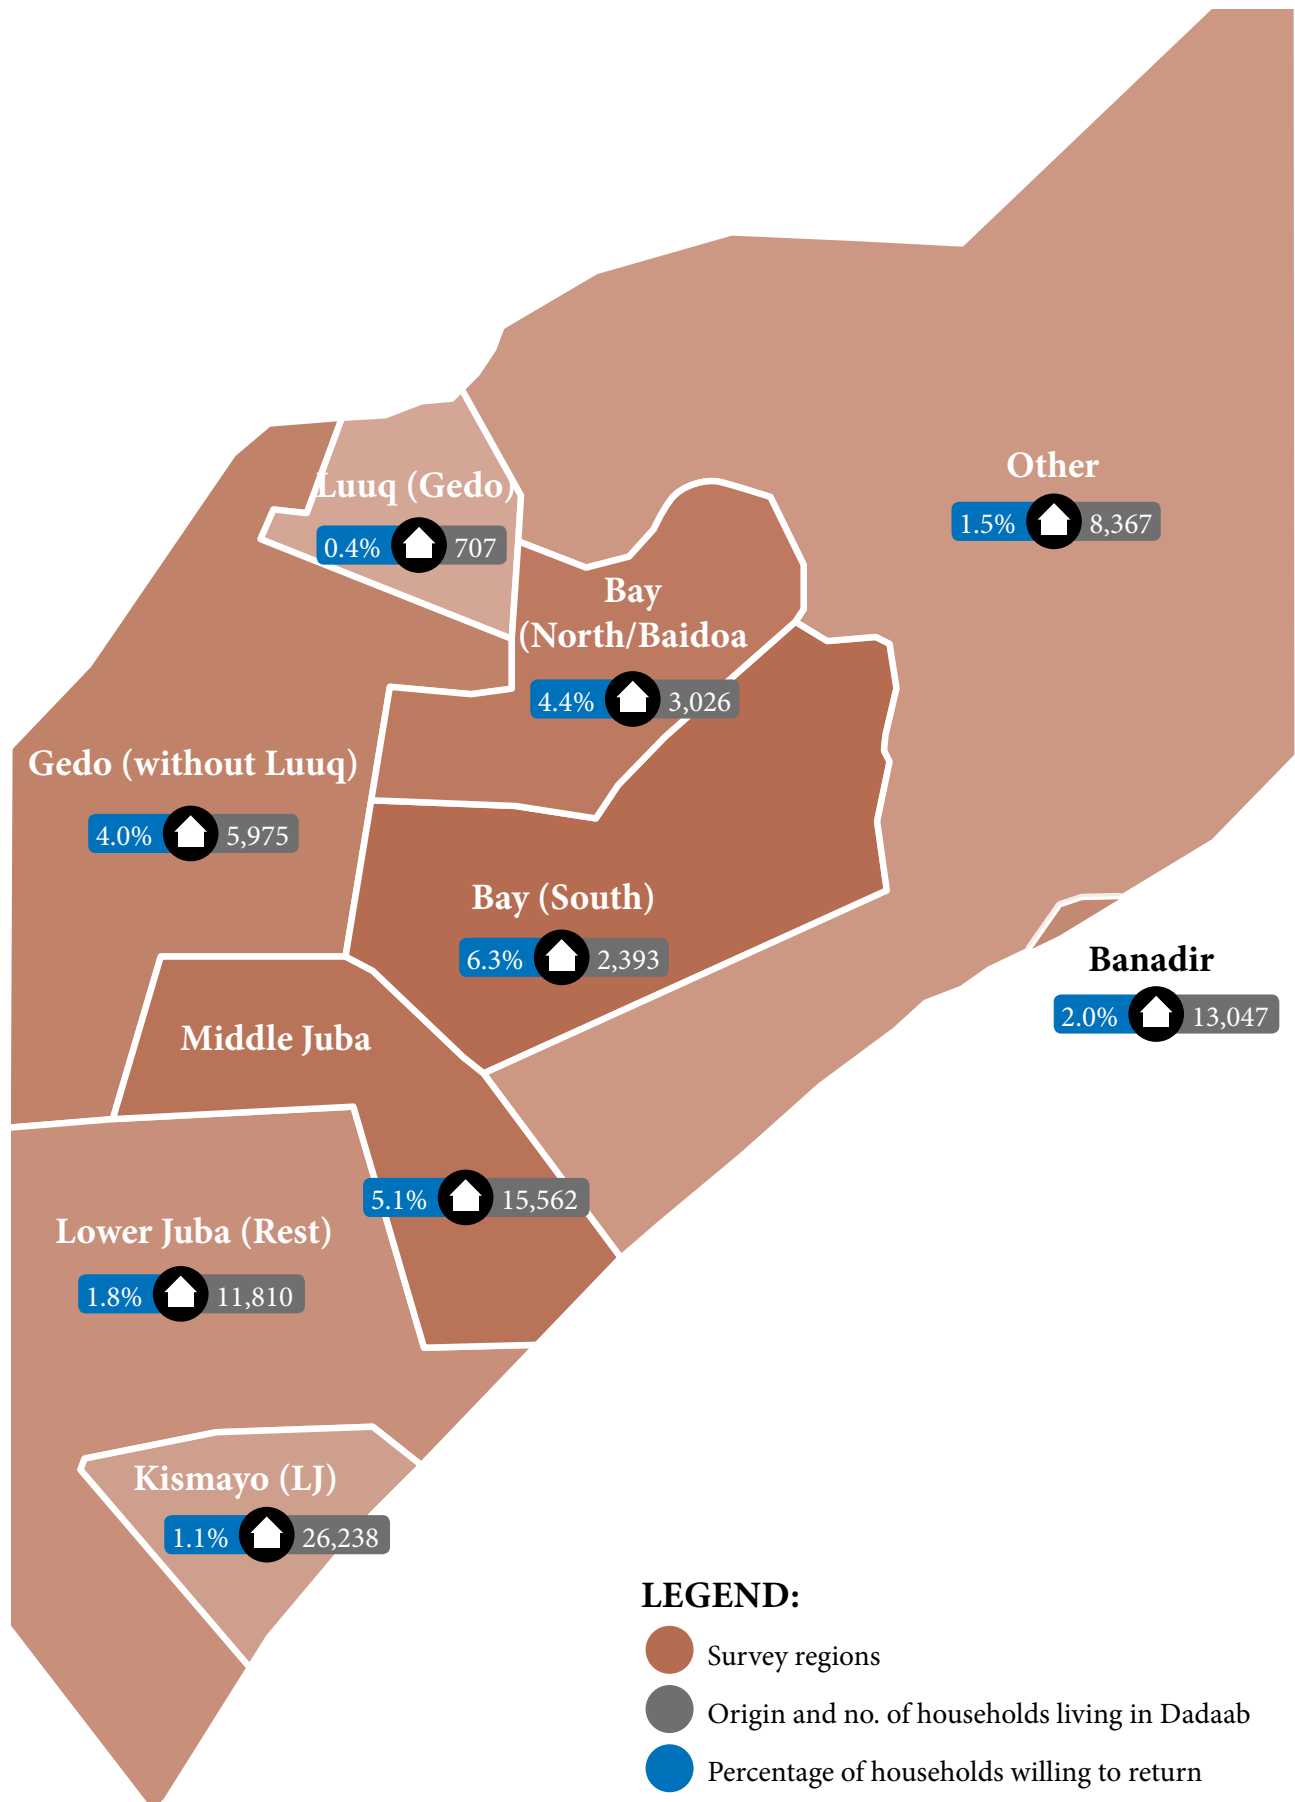 Luuq (Gedo)
0.4% 707
Other
1.5% 8,367
Bay
(North/Baidoa
4.4% 3,026
Gedo (without Luuq)
4.0% 5,975
Bay (South)
6.3% 2,393
Banadir
2.0% 13,047
Middle Juba
5.1% 15,562
Lower Juba (Rest)
1.8% 11,810
Kismayo (LJ)
1.1% 26,238
LEGEND:
Survey regions
Origin and no. of households living in Dadaab
Percentage of households willing to return